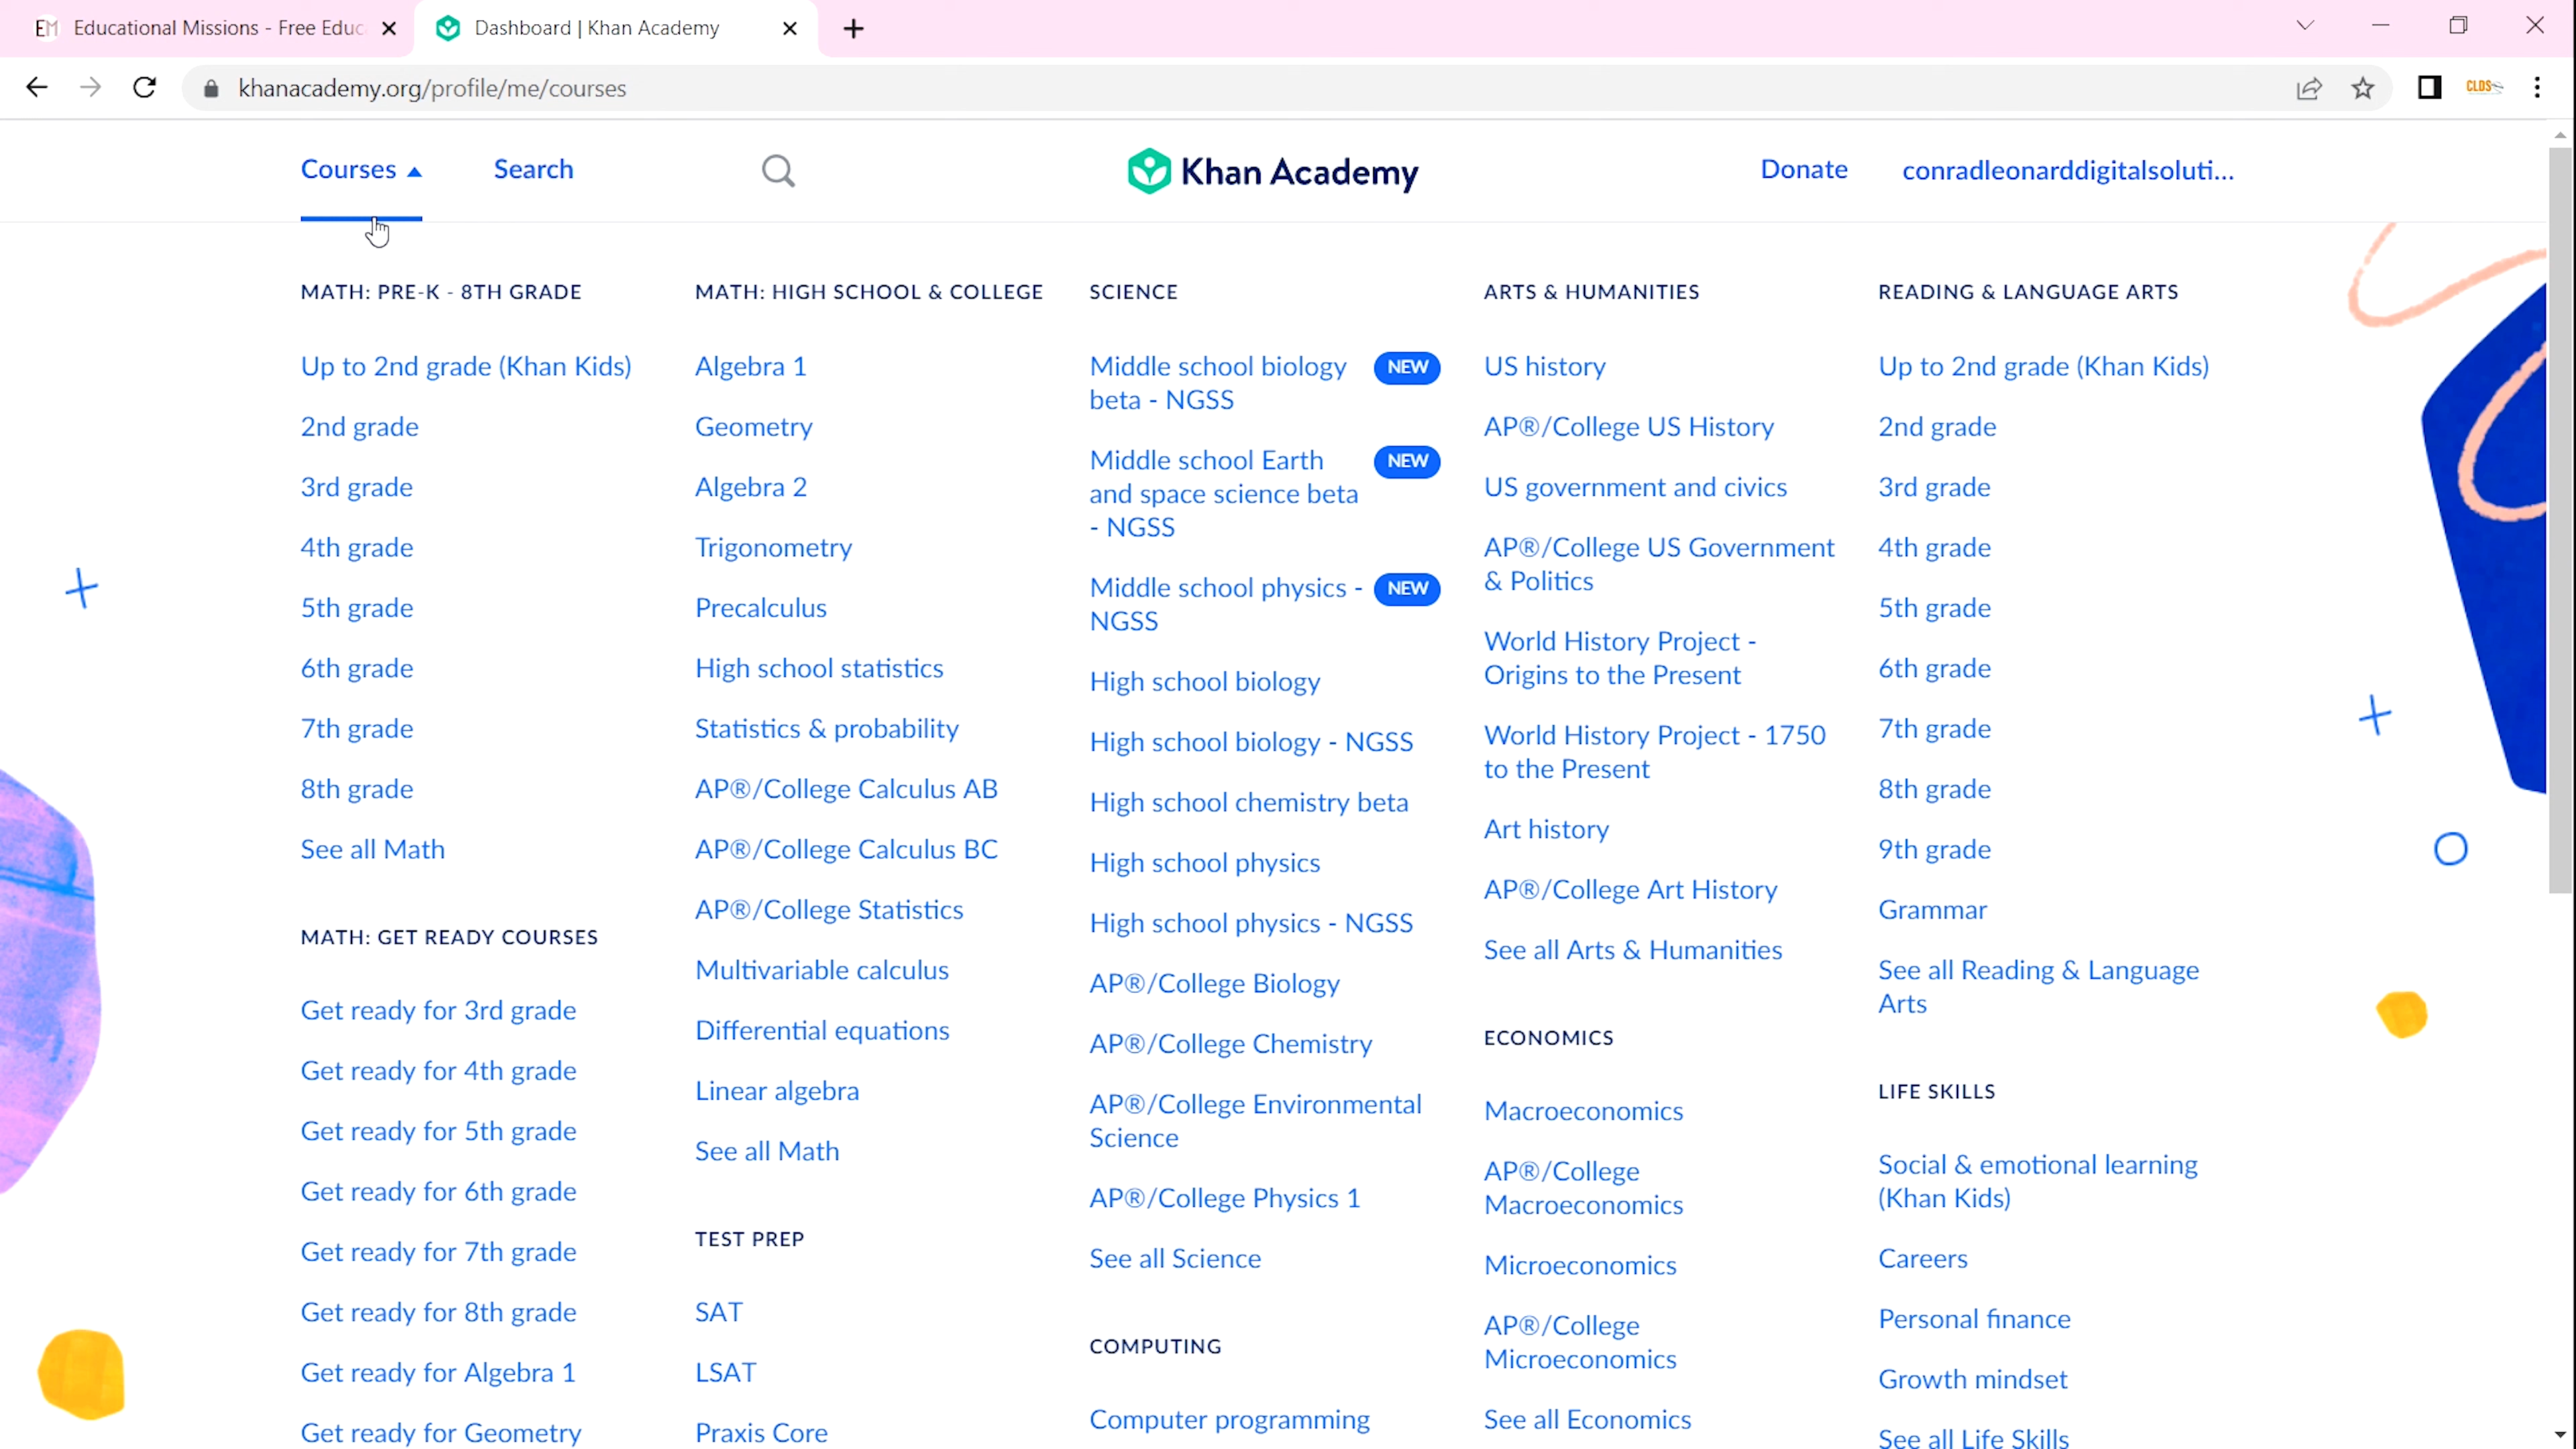 EM Educational Missions - Free Educ
Dashboard | Khan Academy
khanacademy.org/profile/me/courses
CLDS
Courses
Search
Khan Academy
Donate
conradleonarddigitalsoluti...
MATH: PRE-K - 8TH GRADE
Up to 2nd grade (Khan Kids)
2nd grade
3rd grade
4th grade
5th grade
6th grade
7th grade
8th grade
See all Math
MATH: GET READY COURSES
Get ready for 3rd grade
Get ready for 4th grade
Get ready for 5th grade
Get ready for 6th grade
Get ready for 7th grade
Get ready for 8th grade
Get ready for Algebra 1
Get ready for Geometry
MATH: HIGH SCHOOL & COLLEGE
Algebra 1
Geometry
Algebra 2
Trigonometry
Precalculus
High school statistics
Statistics & probability
AP®/College Calculus AB
AP®/College Calculus BC
AP®/College Statistics
Multivariable calculus
Differential equations
Linear algebra
See all Math
TEST PREP
SAT
LSAT
Praxis Core
SCIENCE
Middle school biology NEW
beta - NGSS
Middle school Earth NEW
and space science beta
- NGSS
Middle school physics - NEW
NGSS
High school biology
High school biology - NGSS
High school chemistry beta
High school physics
High school physics - NGSS
AP®/College Biology
AP®/College Chemistry
AP®/College Environmental
Science
AP®/College Physics 1
See all Science
COMPUTING
Computer programming
ARTS & HUMANITIES
US history
AP®/College US History
US government and civics
AP®/College US Government
& Politics
World History Project -
Origins to the Present
World History Project - 1750
to the Present
Art history
AP®/College Art History
See all Arts & Humanities
ECONOMICS
Macroeconomics
AP®/College
Macroeconomics
Microeconomics
AP®/College
Microeconomics
See all Economics
READING & LANGUAGE ARTS
Up to 2nd grade (Khan Kids)
2nd grade
3rd grade
4th grade
5th grade
6th grade
7th grade
8th grade
9th grade
Grammar
See all Reading & Language
Arts
LIFE SKILLS
Social & emotional learning
(Khan Kids)
Careers
Personal finance
Growth mindset
See all Life Skills